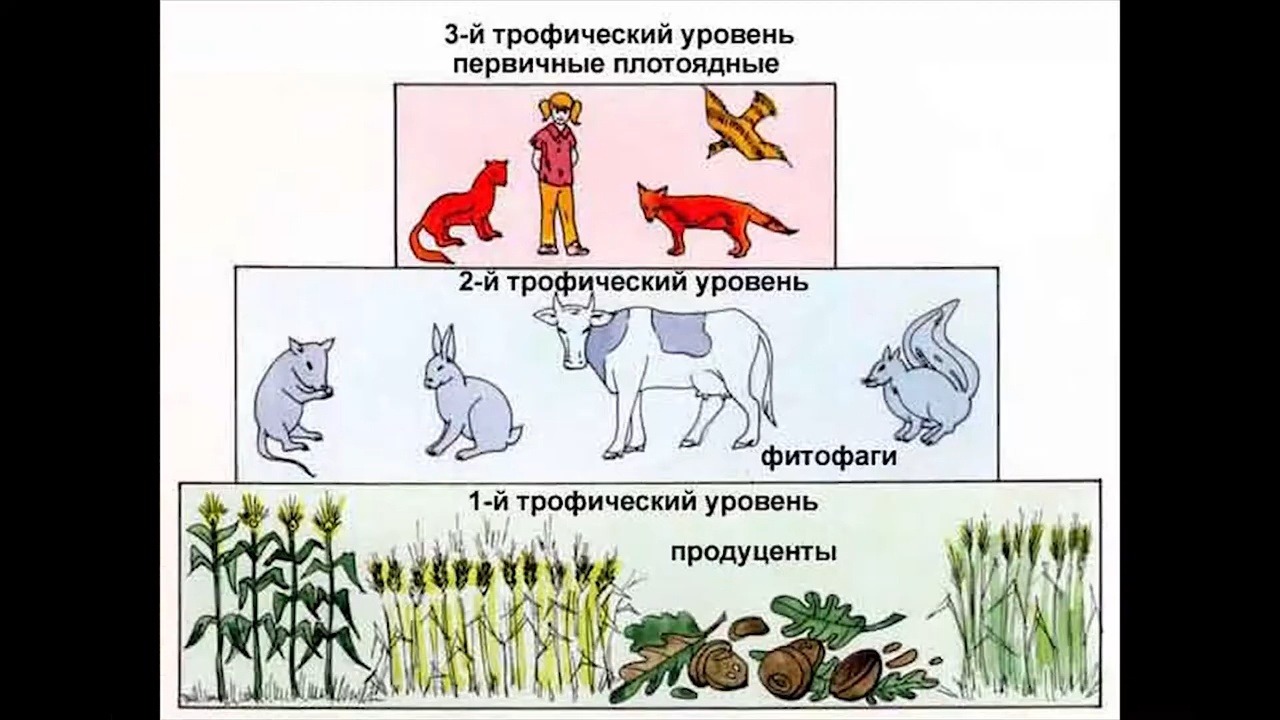 3-й трофический уровень
первичные плотоядные
2-й трофический уровень
фитофаги
1-й трофический уровень
продуценты